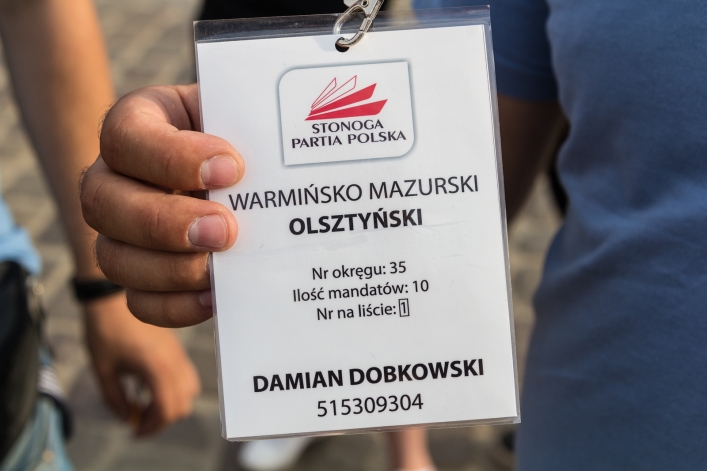 STONOGA
PARTIA POLSKA
WARMIŃSKO MAZURSKI
OLSZTYŃSKI
Nr okręgu: 35
Ilość mandatów: 10
Nr na liście: 1
DAMIAN DOBKOWSKI
515309304